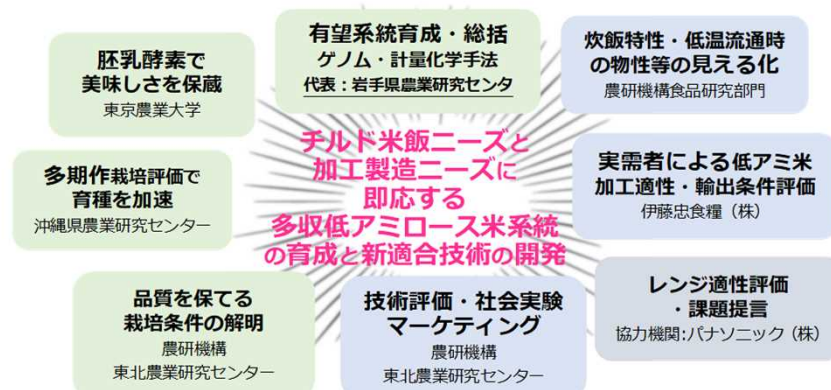 有望系統育成・総括
ゲノム・計量化学手法
代表：岩手県農業研究センタ
胚乳酵素で
美味しさを保蔵
東京農業大学
炊飯特性・低温流通時
の物性等の見える化
農研機構食品研究部門
チルド米飯ニーズと
加工製造ニーズに
即応する
多収低アミロース米系統
の育成と新適合技術の開発
多期作栽培評価で
育種を加速
沖縄県農業研究センター
実需者による低アミ米
加工適性・輸出条件評価
伊藤忠食糧（株）
品質を保てる
栽培条件の解明
農研機構
東北農業研究センター
技術評価・社会実験
マーケティング
農研機構
東北農業研究センター
レンジ適性評価
・課題提言
協力機関:パナソニック（株）